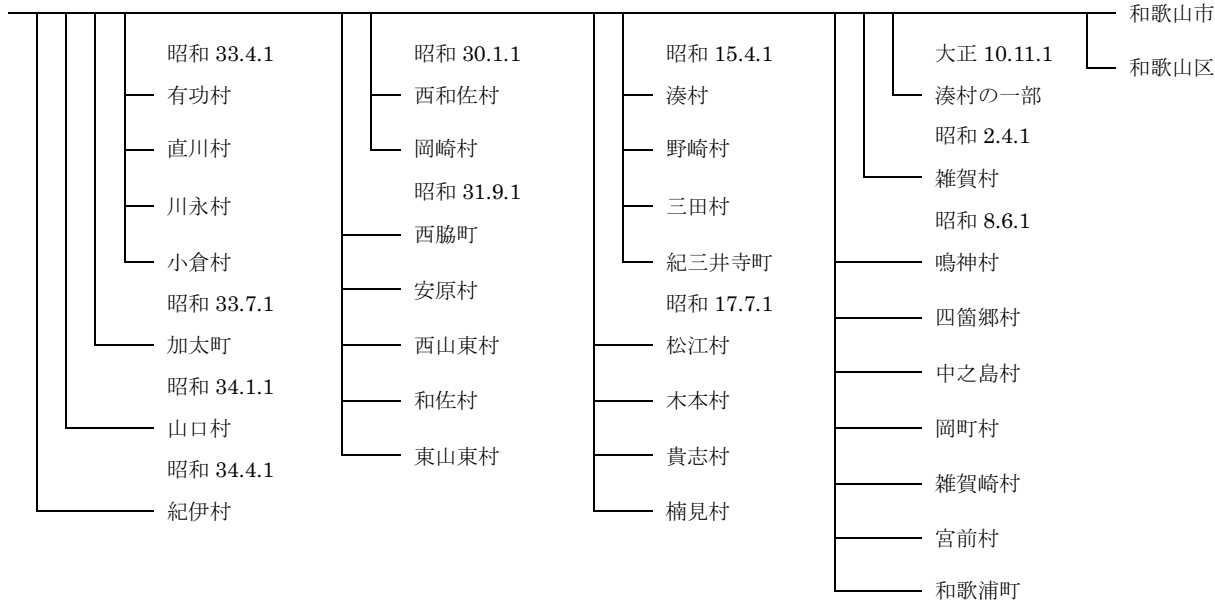 和歌山市
和歌山区
昭和 33.4.1
有功村
直川村
川永村
小倉村
昭和 33.7.1
加太町
昭和 34.1.1
山口村
昭和 34.4.1
紀伊村
昭和 30.1.1
西和佐村
岡崎村
昭和 31.9.1
西脇町
安原村
西山東村
和佐村
東山東村
昭和 15.4.1
湊村
野崎村
三田村
紀三井寺町
昭和 17.7.1
松江村
木本村
貴志村
楠見村
大正 10.11.1
湊村の一部
昭和 2.4.1
雑賀村
昭和 8.6.1
鳴神村
四箇郷村
中之島村
岡町村
雑賀崎村
宮前村
和歌浦町